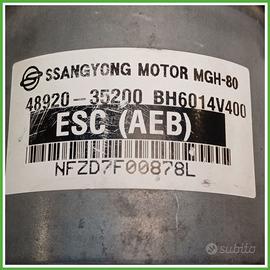 SSANGYONG MOTOR MGH-80
48920-35200 BH6014V400
ESC (AEB)
NFZD7F00878L
subito